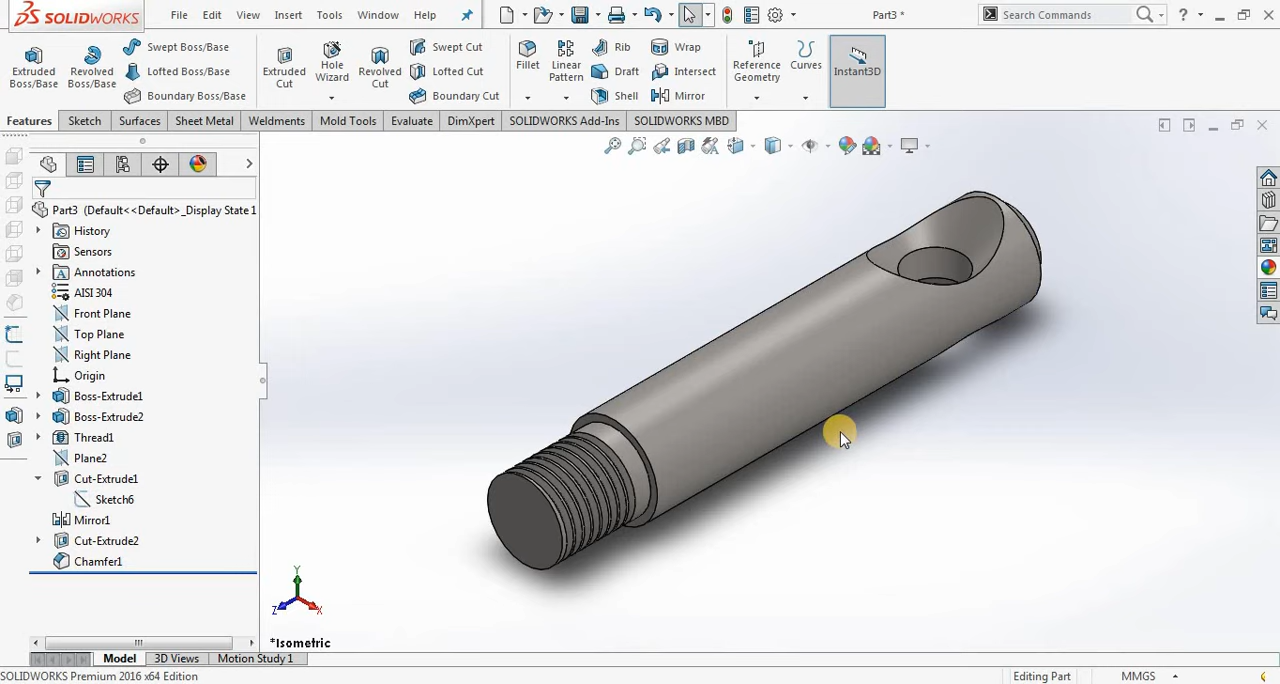 SOLIDWORKS File Edit View Insert Tools Window Help Part3 * Search Commands ?
Extruded Boss/Base
Revolved Boss/Base
Swept Boss/Base
Lofted Boss/Base
Boundary Boss/Base
Extruded Cut
Hole Wizard
Revolved Cut
Swept Cut
Lofted Cut
Boundary Cut
Fillet
Linear Pattern
Rib
Draft
Shell
Wrap
Intersect
Mirror
Reference Geometry
Curves
Instant3D
Features Sketch Surfaces Sheet Metal Weldments Mold Tools Evaluate DimXpert SOLIDWORKS Add-Ins SOLIDWORKS MBD
Part3 (Default<<Default>_Display State 1
History
Sensors
Annotations
AISI 304
Front Plane
Top Plane
Right Plane
Origin
Boss-Extrude1
Boss-Extrude2
Thread1
Plane2
Cut-Extrude1
Sketch6
Mirror1
Cut-Extrude2
Chamfer1
Y
Z X
*Isometric
Model 3D Views Motion Study 1
SOLIDWORKS Premium 2016 x64 Edition Editing Part MMGS